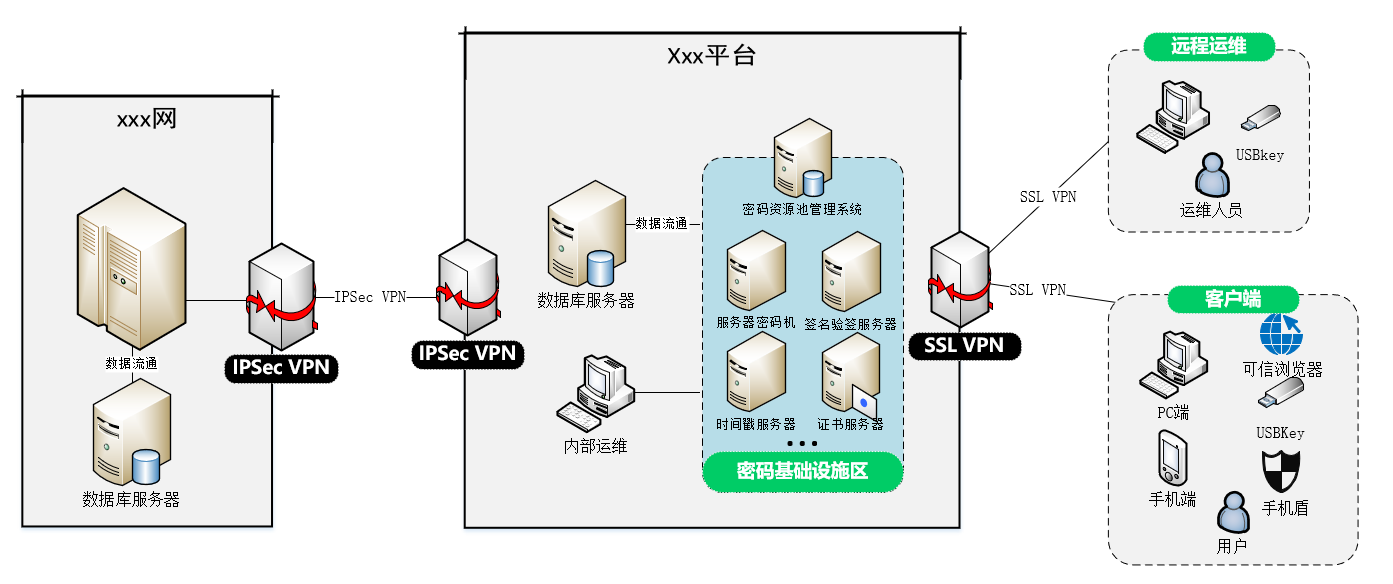 xxx网
数据流通
数据库服务器
IPSec VPN
IPSec VPN
IPSec VPN
Xxx平台
数据库服务器
数据流通
内部运维
密码资源池管理系统
服务器密码机
签名验签服务器
时间戳服务器
证书服务器
密码基础设施区
SSL VPN
SSL VPN
SSL VPN
远程运维
USBkey
运维人员
客户端
可信浏览器
PC端
USBKey
手机端
手机盾
用户